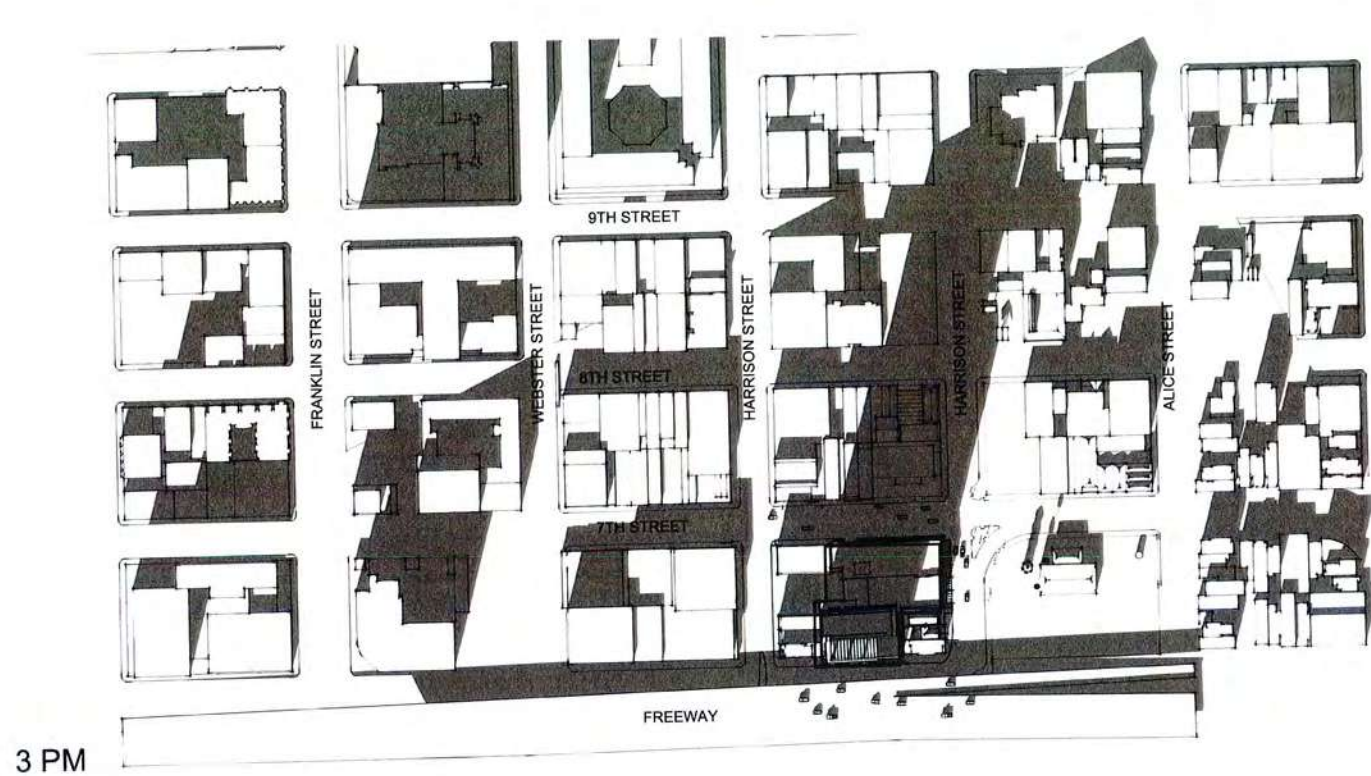 9TH STREET
FRANKLIN STREET
WEBSTER STREET
HARRISON STREET
HARRISON STREET
ALICE STREET
8TH STREET
7TH STREET
FREEWAY
3 PM